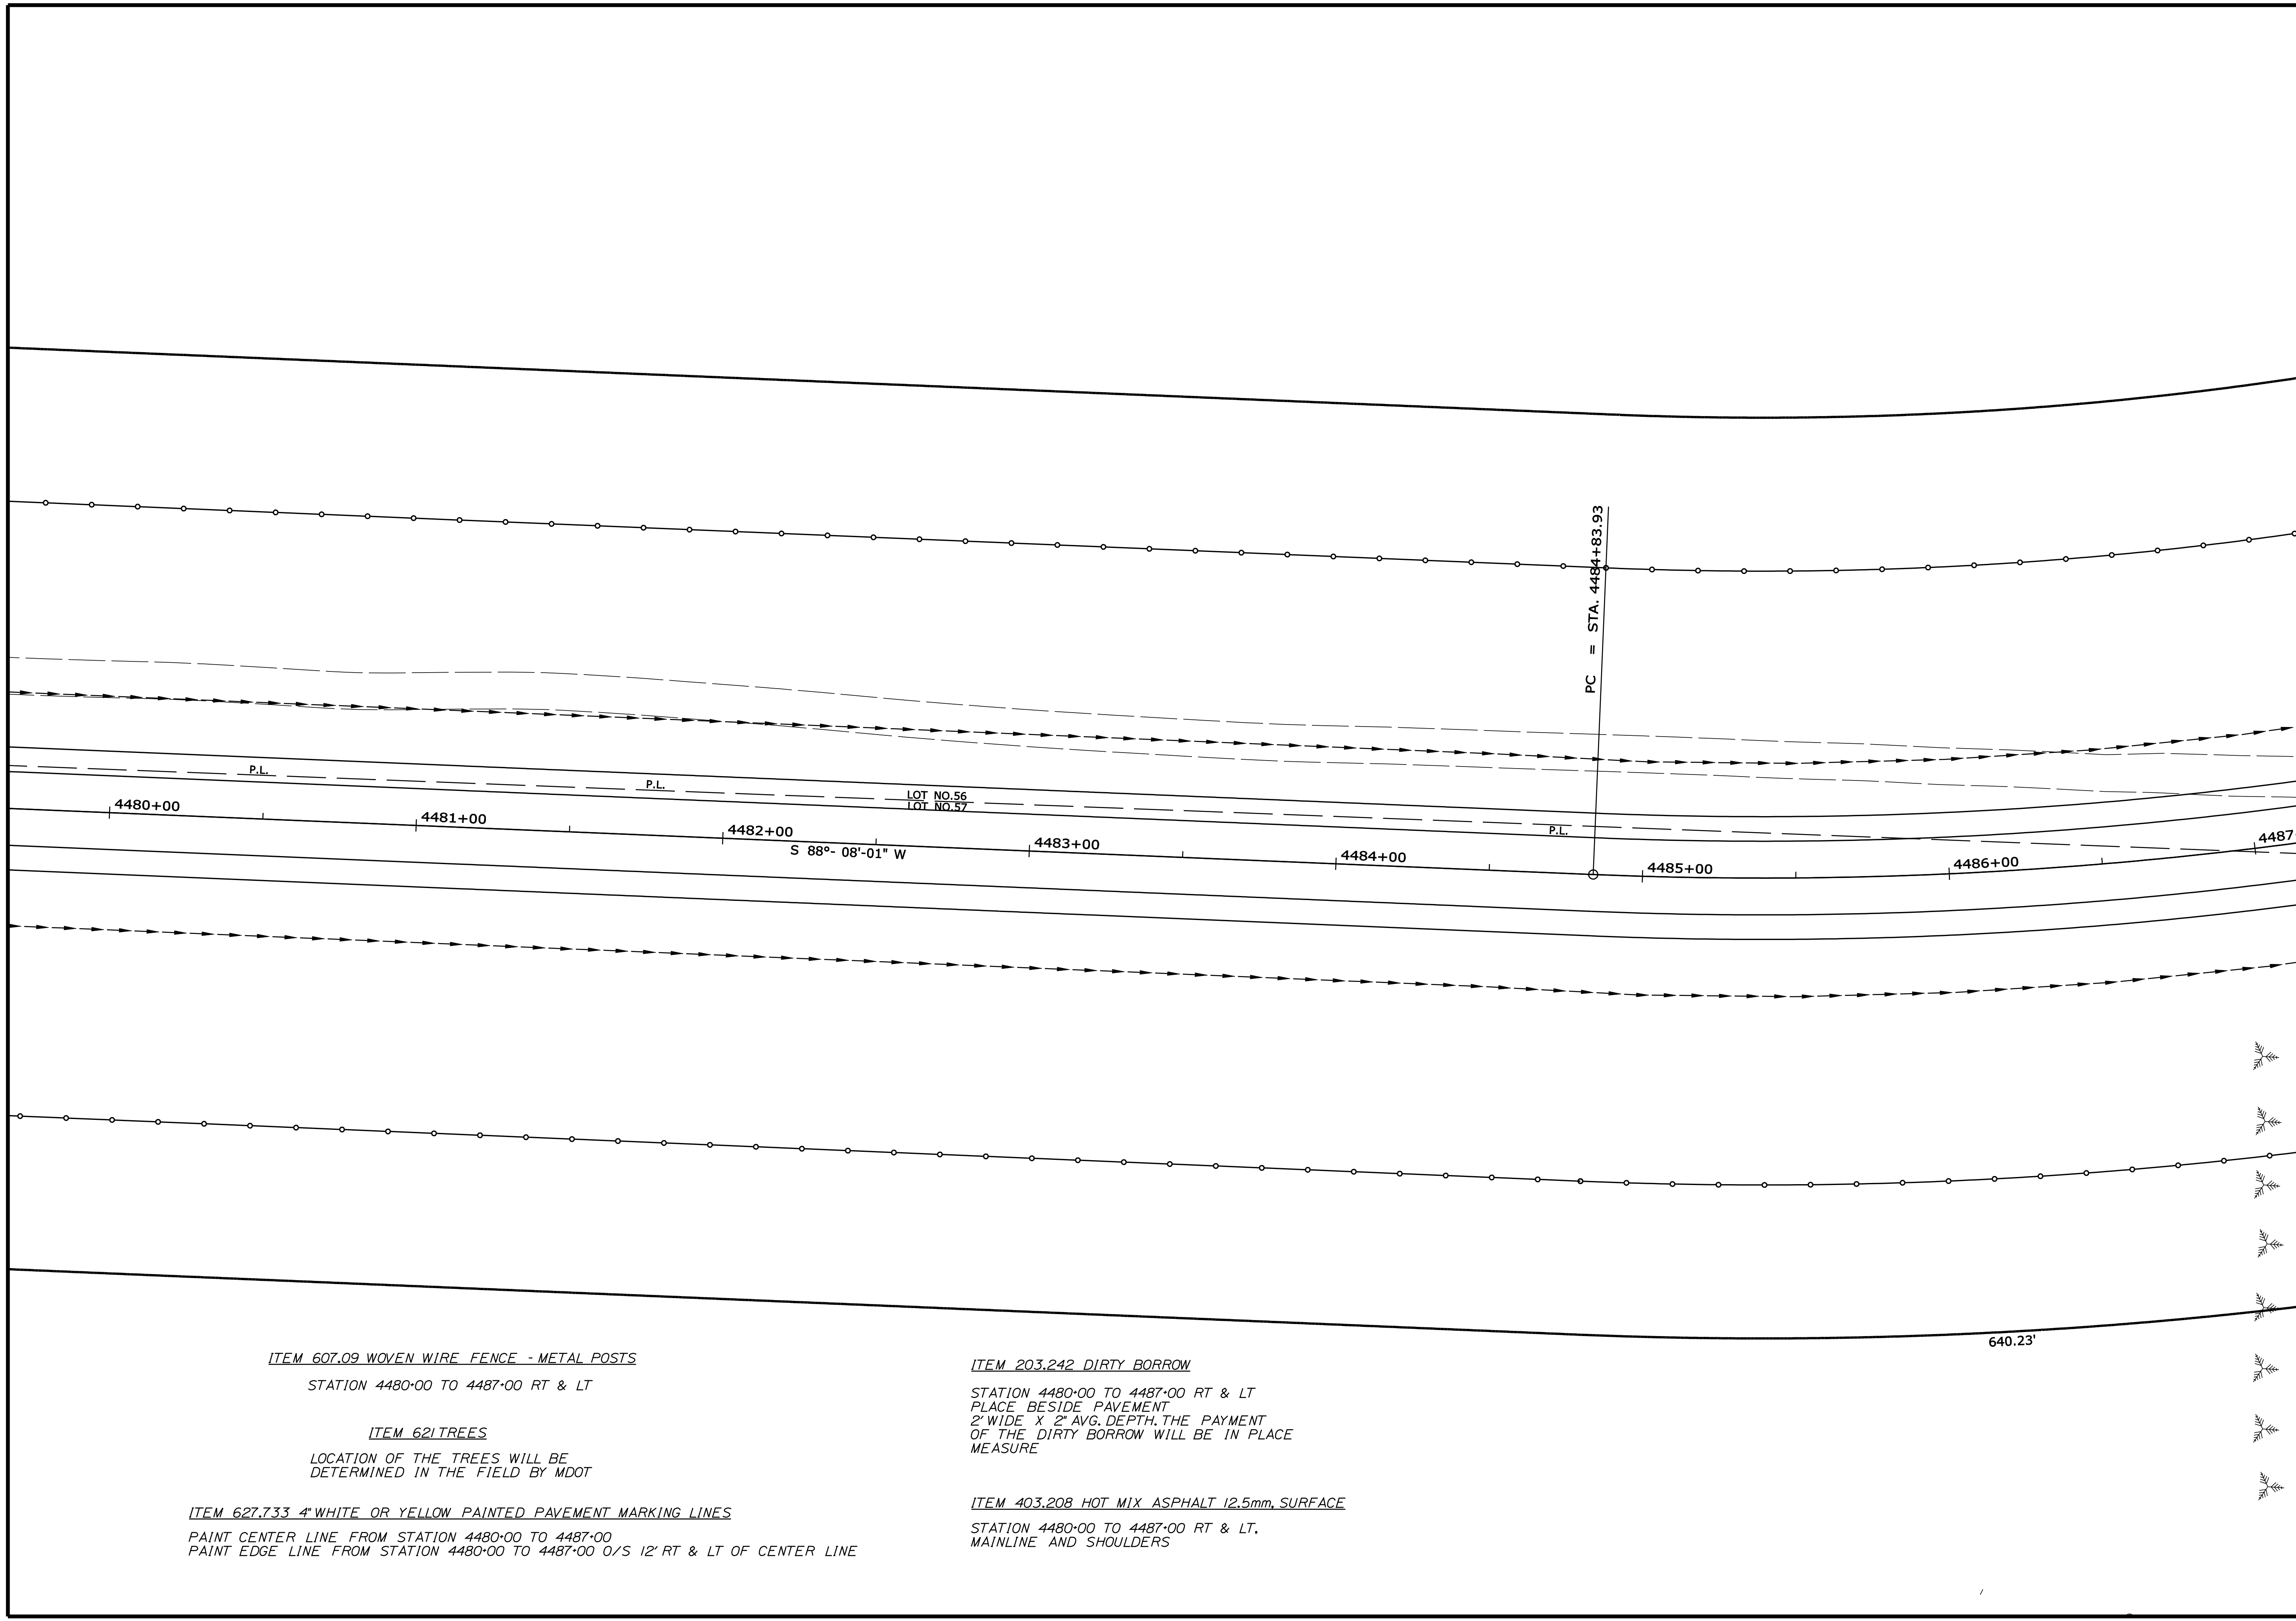 PC = STA. 4484+83.93
P.L.
P.L.
LOT NO.56
LOT NO.57
P.L.
4480+00
4481+00
4482+00
4483+00
4484+00
4485+00
4486+00
4487
S 88°- 08'-01" W
640.23'
ITEM 607.09 WOVEN WIRE FENCE - METAL POSTS
STATION 4480+00 TO 4487+00 RT & LT
ITEM 621 TREES
LOCATION OF THE TREES WILL BE
DETERMINED IN THE FIELD BY MDOT
ITEM 627.733 4" WHITE OR YELLOW PAINTED PAVEMENT MARKING LINES
PAINT CENTER LINE FROM STATION 4480+00 TO 4487+00
PAINT EDGE LINE FROM STATION 4480+00 TO 4487+00 O/S 12' RT & LT OF CENTER LINE
ITEM 203.242 DIRTY BORROW
STATION 4480+00 TO 4487+00 RT & LT
PLACE BESIDE PAVEMENT
2' WIDE X 2" AVG. DEPTH. THE PAYMENT
OF THE DIRTY BORROW WILL BE IN PLACE
MEASURE
ITEM 403.208 HOT MIX ASPHALT 12.5mm, SURFACE
STATION 4480+00 TO 4487+00 RT & LT,
MAINLINE AND SHOULDERS